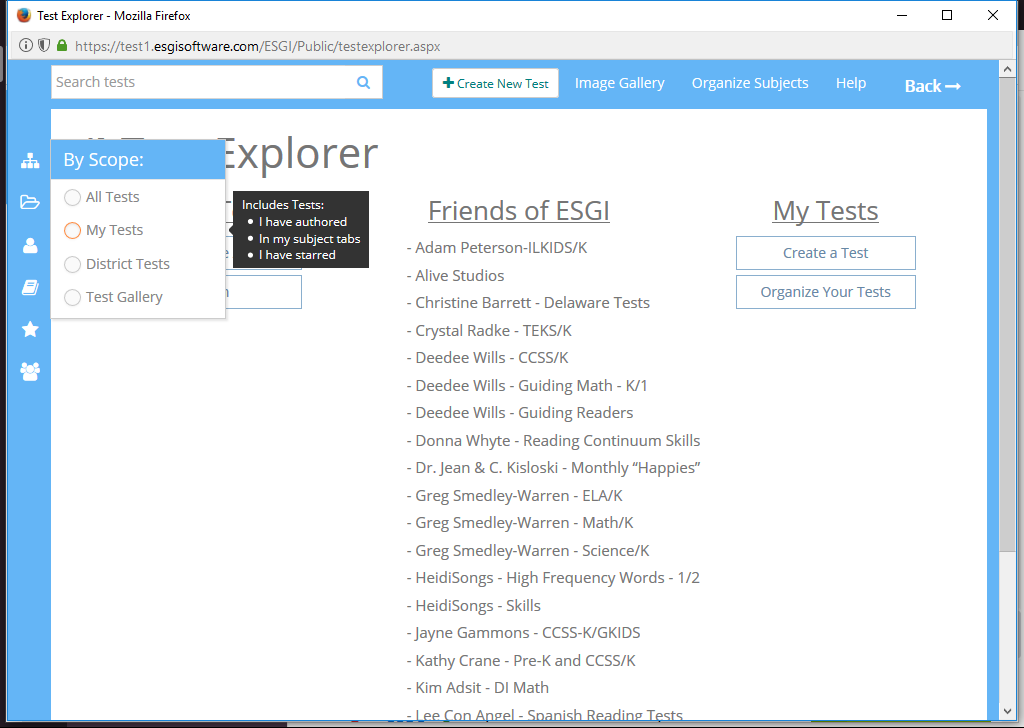 Test Explorer - Mozilla Firefox
https://test1.esgisoftware.com/ESGI/Public/testexplorer.aspx
Search tests
Create New Test
Image Gallery
Organize Subjects
Help
Back
Explorer
By Scope:
All Tests
My Tests
District Tests
Test Gallery
Includes Tests:
I have authored
In my subject tabs
I have starred
Friends of ESGI
- Adam Peterson-ILKIDS/K
- Alive Studios
- Christine Barrett - Delaware Tests
- Crystal Radke - TEKS/K
- Deedee Wills - CCSS/K
- Deedee Wills - Guiding Math - K/1
- Deedee Wills - Guiding Readers
- Donna Whyte - Reading Continuum Skills
- Dr. Jean & C. Kisloski - Monthly “Happies”
- Greg Smedley-Warren - ELA/K
- Greg Smedley-Warren - Math/K
- Greg Smedley-Warren - Science/K
- HeidiSongs - High Frequency Words - 1/2
- HeidiSongs - Skills
- Jayne Gammons - CCSS-K/GKIDS
- Kathy Crane - Pre-K and CCSS/K
- Kim Adsit - DI Math
- Lee Con Angel - Spanish Reading Tests
My Tests
Create a Test
Organize Your Tests